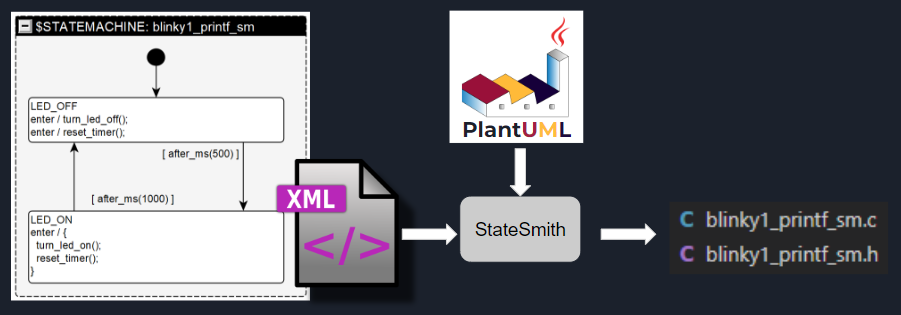 $STATEMACHINE: blinky1_printf_sm
LED_OFF
enter / turn_led_off();
enter / reset_timer();
[ after_ms(500) ]
[ after_ms(1000) ]
LED_ON
enter / {
turn_led_on();
reset_timer();
}
XML
</>
PlantUML
StateSmith
C blinky1_printf_sm.c
C blinky1_printf_sm.h